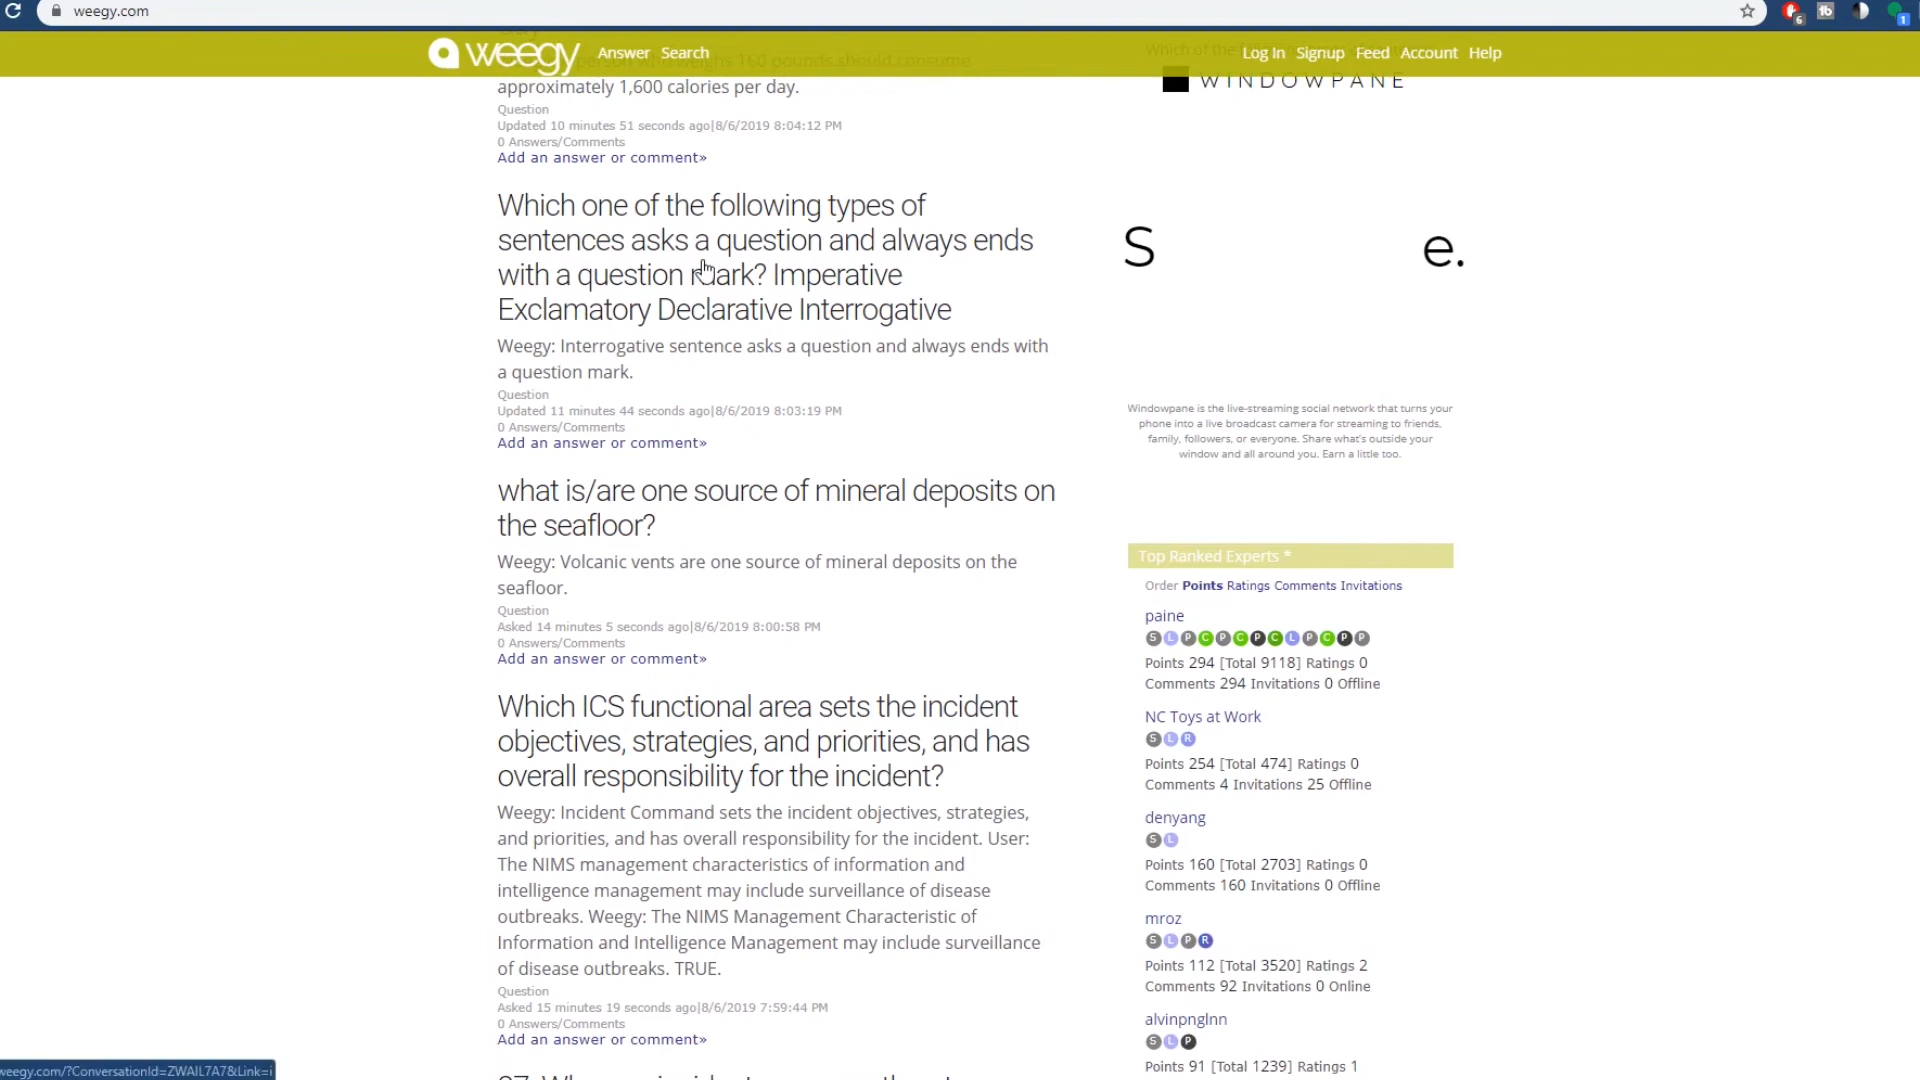 weegy.com
6
tb
1
weegy
Answer Search
Log In Signup Feed Account Help
person who weighs 160 pounds should consume
approximately 1,600 calories per day.
Question
Updated 10 minutes 51 seconds ago|8/6/2019 8:04:12 PM
0 Answers/Comments
Add an answer or comment»
Which one of the following types of
sentences asks a question and always ends
with a question mark? Imperative
Exclamatory Declarative Interrogative
Weegy: Interrogative sentence asks a question and always ends with
a question mark.
Question
Updated 11 minutes 44 seconds ago|8/6/2019 8:03:19 PM
0 Answers/Comments
Add an answer or comment»
what is/are one source of mineral deposits on
the seafloor?
Weegy: Volcanic vents are one source of mineral deposits on the
seafloor.
Question
Asked 14 minutes 5 seconds ago|8/6/2019 8:00:58 PM
0 Answers/Comments
Add an answer or comment»
Which ICS functional area sets the incident
objectives, strategies, and priorities, and has
overall responsibility for the incident?
Weegy: Incident Command sets the incident objectives, strategies,
and priorities, and has overall responsibility for the incident. User:
The NIMS management characteristics of information and
intelligence management may include surveillance of disease
outbreaks. Weegy: The NIMS Management Characteristic of
Information and Intelligence Management may include surveillance
of disease outbreaks. TRUE.
Question
Asked 15 minutes 19 seconds ago|8/6/2019 7:59:44 PM
0 Answers/Comments
Add an answer or comment»
WINDOWPANE
S e.
Windowpane is the live-streaming social network that turns your
phone into a live broadcast camera for streaming to friends,
family, followers, or everyone. Share what's outside your
window and all around you. Earn a little too.
Top Ranked Experts *
Order Points Ratings Comments Invitations
paine
S L P C P C P C L P C P P
Points 294 [Total 9118] Ratings 0
Comments 294 Invitations 0 Offline
NC Toys at Work
S L R
Points 254 [Total 474] Ratings 0
Comments 4 Invitations 25 Offline
denyang
S L
Points 160 [Total 2703] Ratings 0
Comments 160 Invitations 0 Offline
mroz
S L P R
Points 112 [Total 3520] Ratings 2
Comments 92 Invitations 0 Online
alvinpnglnn
S L P
Points 91 [Total 1239] Ratings 1
weegy.com/?ConversationId=ZWAIL7A7&Link=i